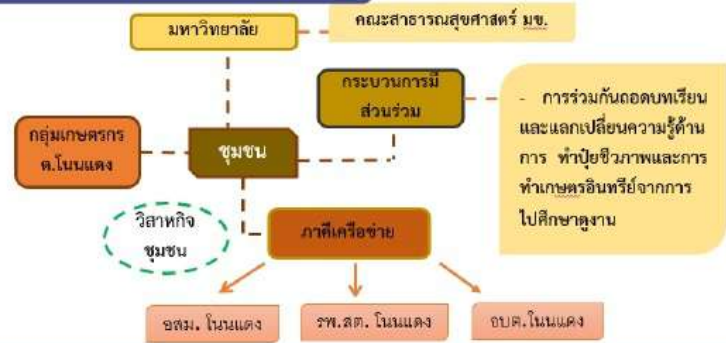 มหาวิทยาลัย
คณะสาธารณสุขศาสตร์ มข.
กระบวนการมี
ส่วนร่วม
- การร่วมกันถอดบทเรียน
และแลกเปลี่ยนความรู้ด้าน
การ ทำปุ๋ยชีวภาพและการ
ทำเกษตรอินทรีย์จากการ
ไปศึกษาดูงาน
กลุ่มเกษตรกร
ต.โนนแดง
ชุมชน
วิสาหกิจ
ชุมชน
ภาคีเครือข่าย
อสม. โนนแดง
รพ.สต. โนนแดง
อบต.โนนแดง